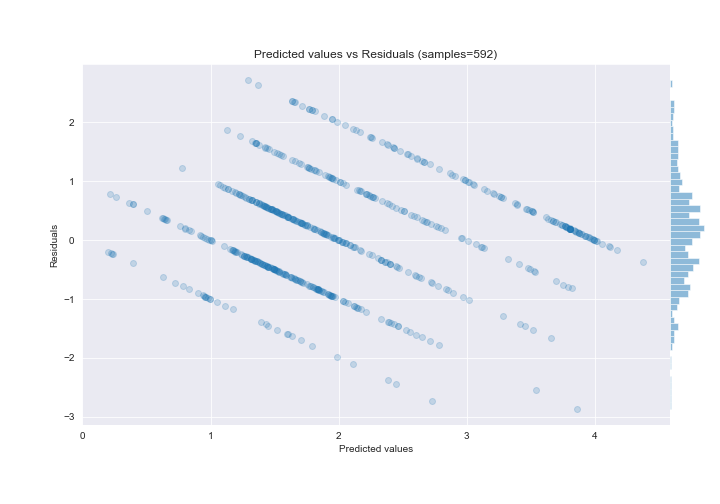 Predicted values vs Residuals (samples=592)
2
1
0
−1
−2
−3
Residuals
0 1 2 3 4
Predicted values